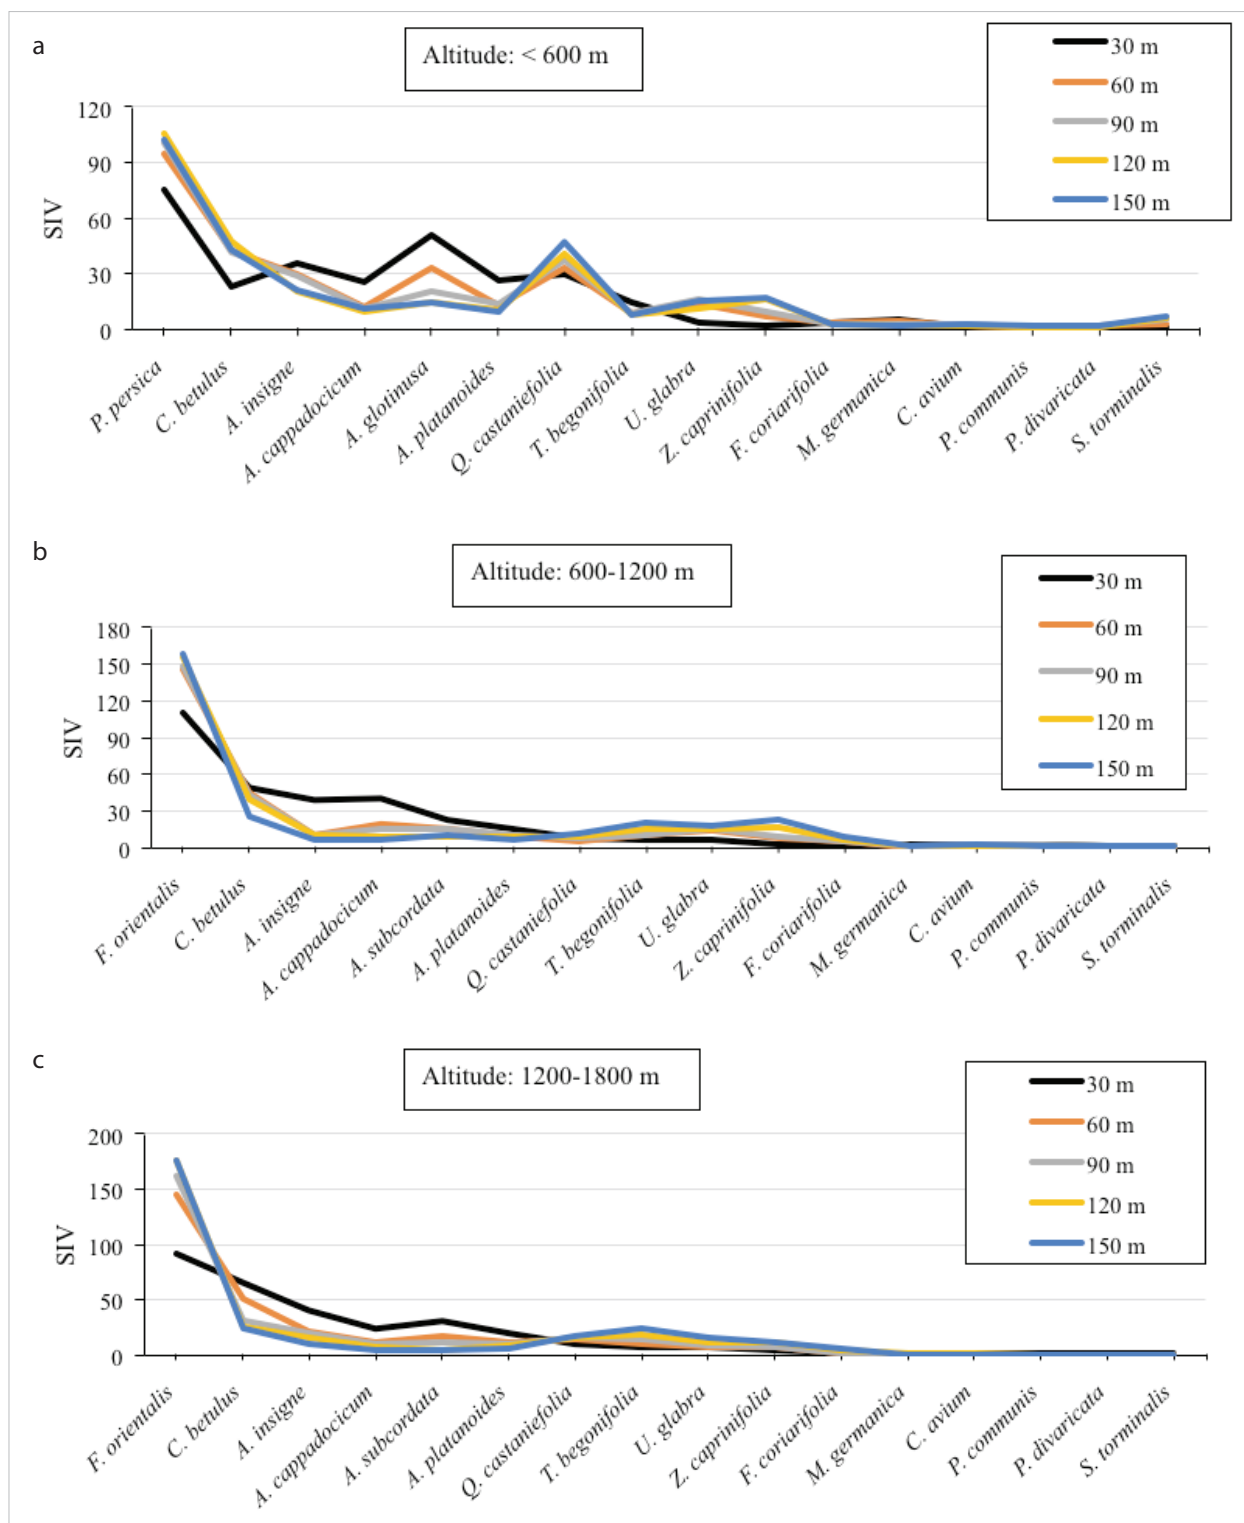 a
Altitude: < 600 m
30 m
60 m
90 m
120 m
150 m
SIV
120
90
60
30
0
P. persica
C. betulus
A. insigne
A. cappadocicum
A. glotinusa
A. platanoides
Q. castaniefolia
T. begonifolia
U. glabra
Z. caprinifolia
F. coriarifolia
M. germanica
C. avium
P. communis
P. divaricata
S. torminalis
b
Altitude: 600-1200 m
30 m
60 m
90 m
120 m
150 m
SIV
180
150
120
90
60
30
0
F. orientalis
C. betulus
A. insigne
A. cappadocicum
A. subcordata
A. platanoides
Q. castaniefolia
T. begonifolia
U. glabra
Z. caprinifolia
F. coriarifolia
M. germanica
C. avium
P. communis
P. divaricata
S. torminalis
c
Altitude: 1200-1800 m
30 m
60 m
90 m
120 m
150 m
SIV
200
150
100
50
0
F. orientalis
C. betulus
A. insigne
A. cappadocicum
A. subcordata
A. platanoides
Q. castaniefolia
T. begonifolia
U. glabra
Z. caprinifolia
F. coriarifolia
M. germanica
C. avium
P. communis
P. divaricata
S. torminalis